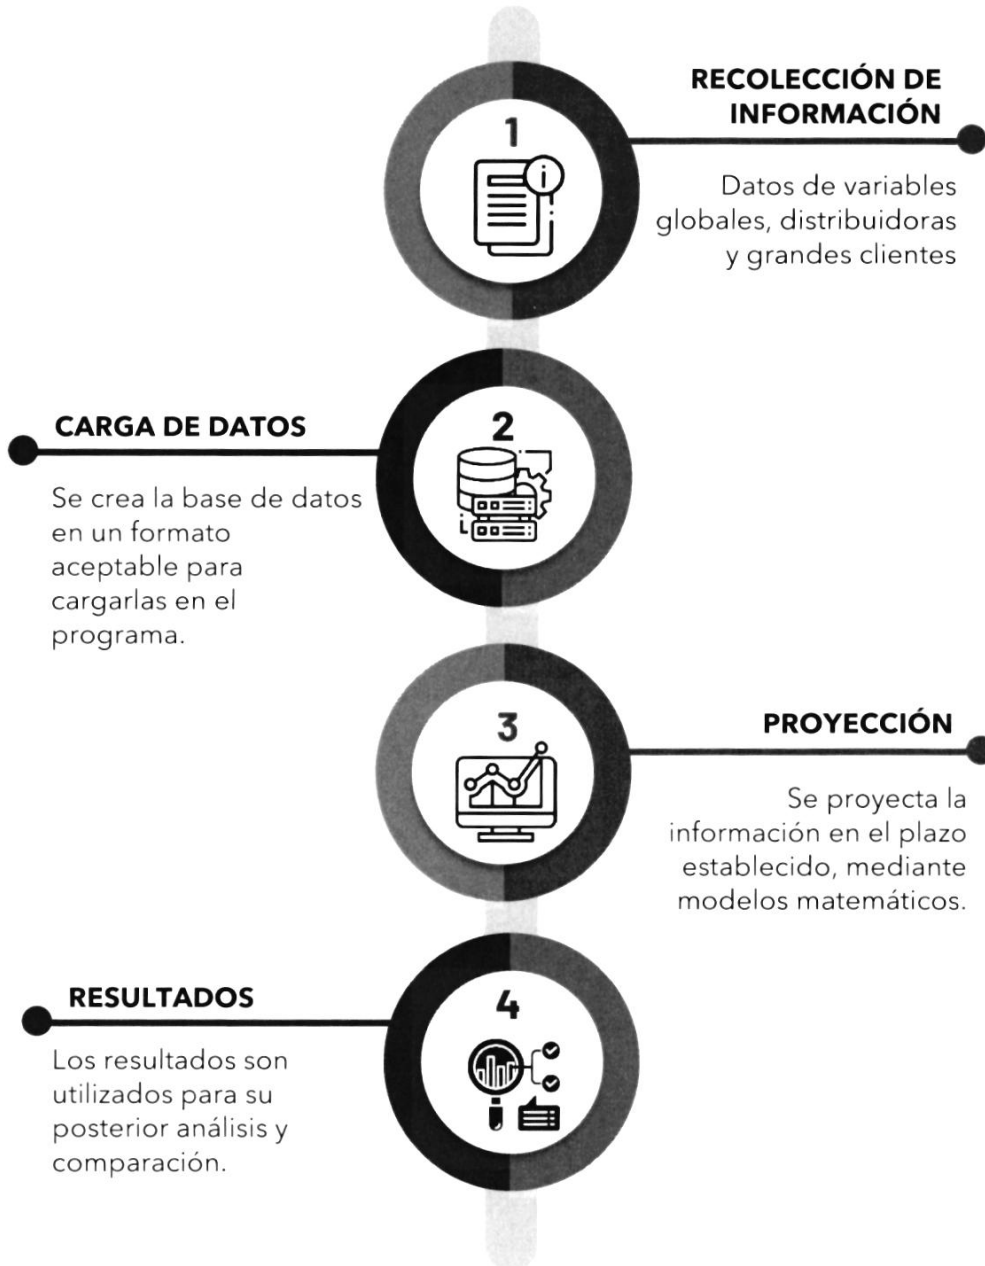 1
RECOLECCIÓN DE
INFORMACIÓN
i
Datos de variables
globales, distribuidoras
y grandes clientes
2
CARGA DE DATOS
Se crea la base de datos
en un formato
aceptable para
cargarlas en el
programa.
3
PROYECCIÓN
Se proyecta la
información en el plazo
establecido, mediante
modelos matemáticos.
4
RESULTADOS
Los resultados son
utilizados para su
posterior análisis y
comparación.